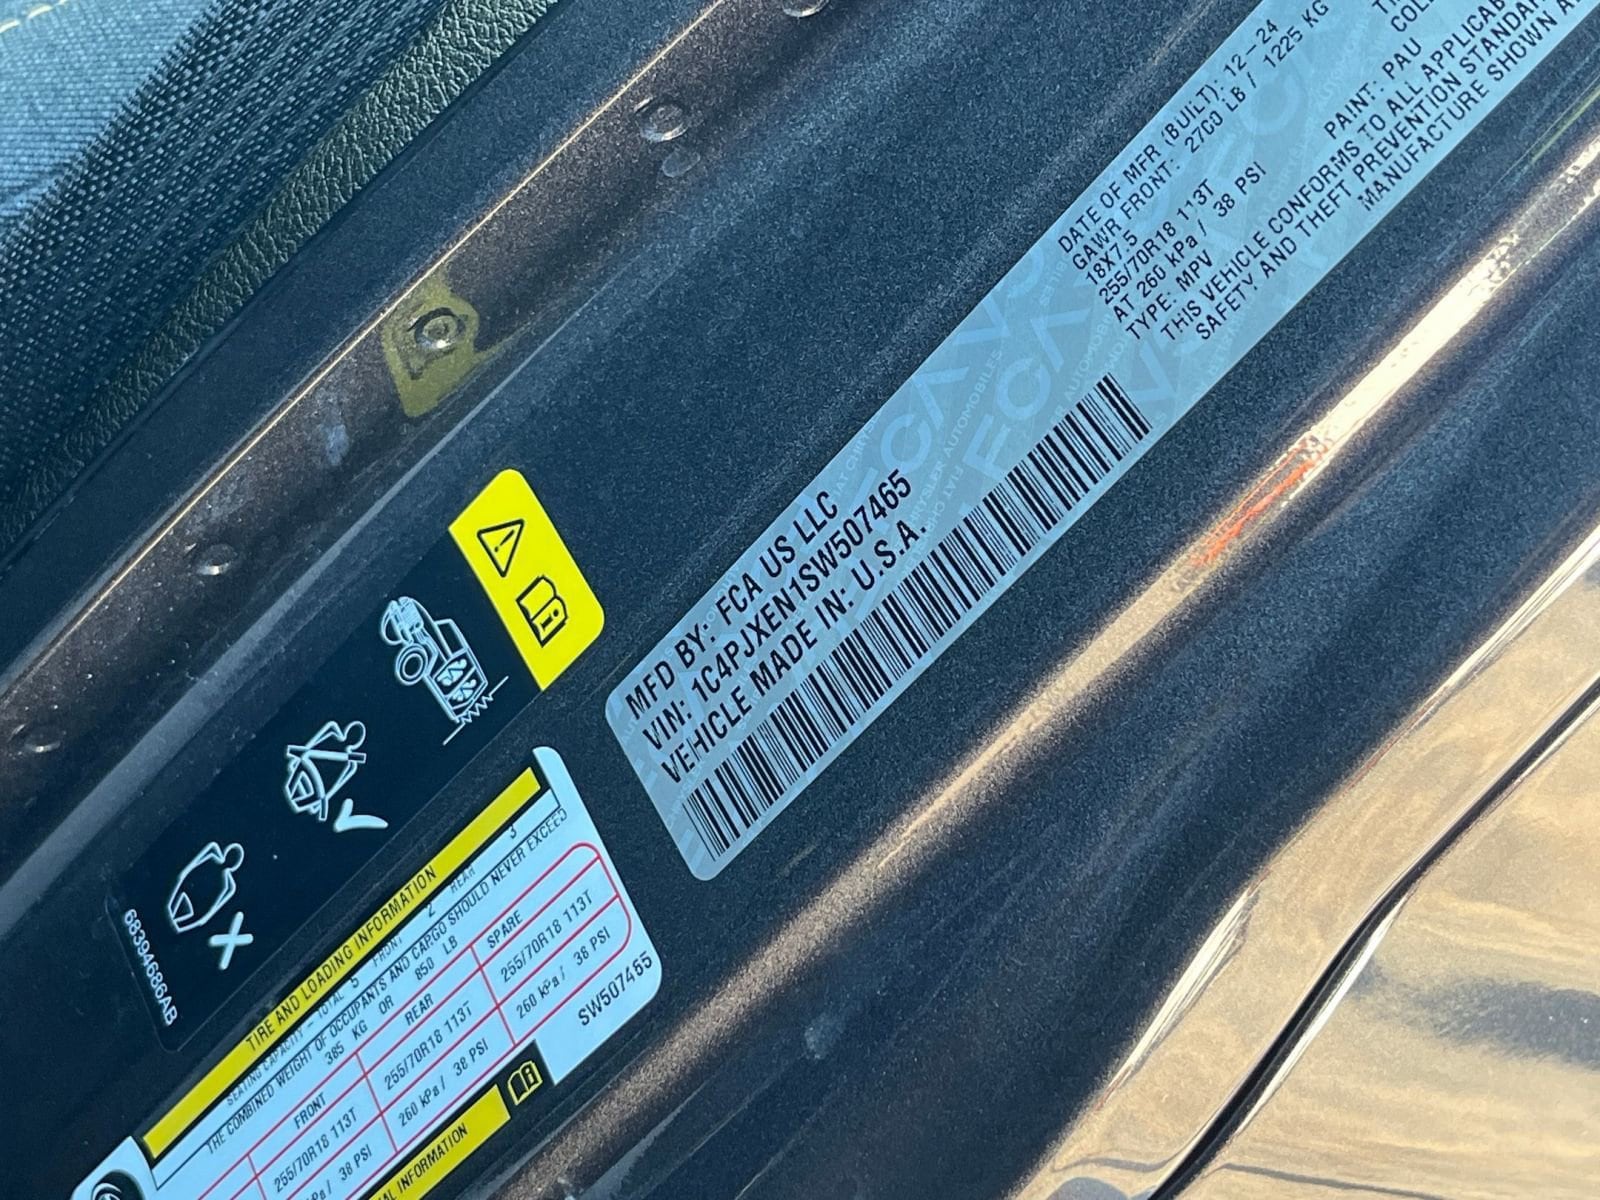 MFD BY: FCA US LLC
VIN: 1C4PJXEN1SW507465
VEHICLE MADE IN: U.S.A.
DATE OF MFR (BUILT): 12-24
GAWR FRONT: 2700 LB / 1225 KG
18X7.5
255/70R18 113T
AT 260 kPa / 38 PSI
TYPE: MPV
PAINT: PAU
THIS VEHICLE CONFORMS TO ALL
SAFETY, AND THEFT PREVENTION
MANUFACTURE SHOWN
68394686AB
TIRE AND LOADING INFORMATION
SEATING CAPACITY - TOTAL 5 FRONT 2 REAR 3
THE COMBINED WEIGHT OF OCCUPANTS AND CARGO SHOULD NEVER EXCEED
385 KG OR 850 LB
FRONT REAR SPARE
255/70R18 113T 255/70R18 113T 255/70R18 113T
38 PSI 260 kPa / 38 PSI 260 kPa / 38 PSI
SW507465
INFORMATION